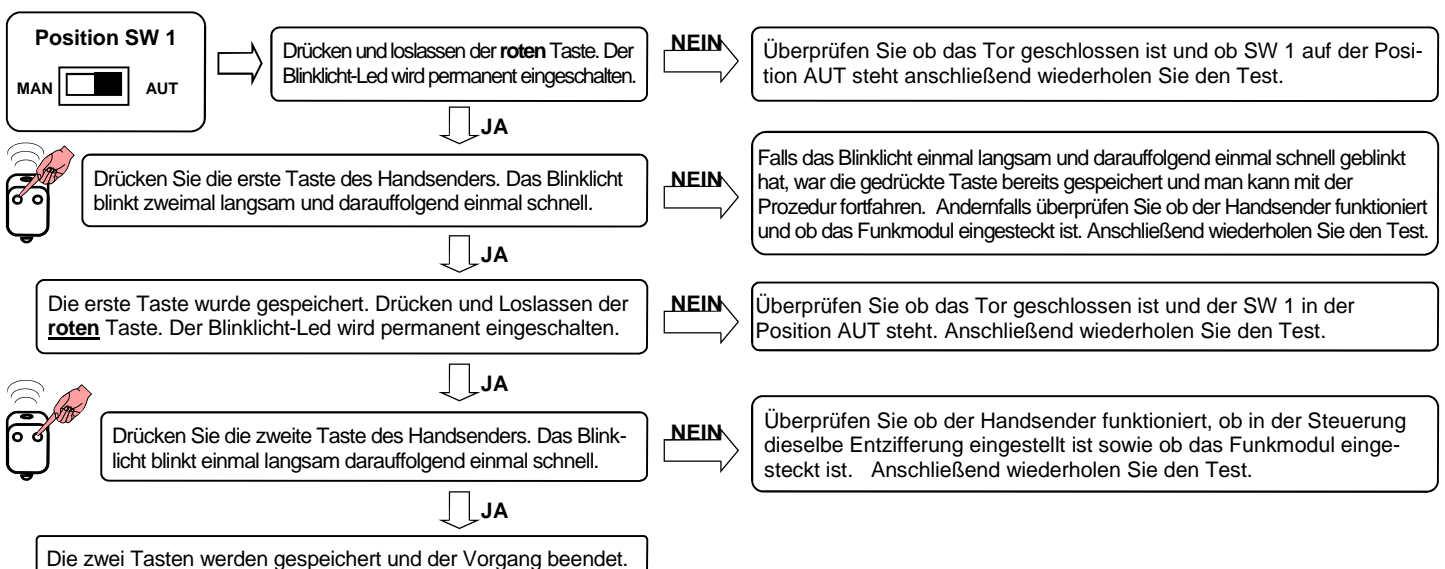 Position SW 1
MAN AUT
Drücken und loslassen der roten Taste. Der
Blinklicht-Led wird permanent eingeschalten.
NEIN
Überprüfen Sie ob das Tor geschlossen ist und ob SW 1 auf der Posi-
tion AUT steht anschließend wiederholen Sie den Test.
JA
Drücken Sie die erste Taste des Handsenders. Das Blinklicht
blinkt zweimal langsam und darauffolgend einmal schnell.
NEIN
Falls das Blinklicht einmal langsam und darauffolgend einmal schnell geblinkt
hat, war die gedrückte Taste bereits gespeichert und man kann mit der
Prozedur fortfahren. Andernfalls überprüfen Sie ob der Handsender funktioniert
und ob das Funkmodul eingesteckt ist. Anschließend wiederholen Sie den Test.
JA
Die erste Taste wurde gespeichert. Drücken und Loslassen der
roten Taste. Der Blinklicht-Led wird permanent eingeschalten.
NEIN
Überprüfen Sie ob das Tor geschlossen ist und der SW 1 in der
Position AUT steht. Anschließend wiederholen Sie den Test.
JA
Drücken Sie die zweite Taste des Handsenders. Das Blink-
licht blinkt einmal langsam darauffolgend einmal schnell.
NEIN
Überprüfen Sie ob der Handsender funktioniert, ob in der Steuerung
dieselbe Entzifferung eingestellt ist sowie ob das Funkmodul einge-
steckt ist. Anschließend wiederholen Sie den Test.
JA
Die zwei Tasten werden gespeichert und der Vorgang beendet.